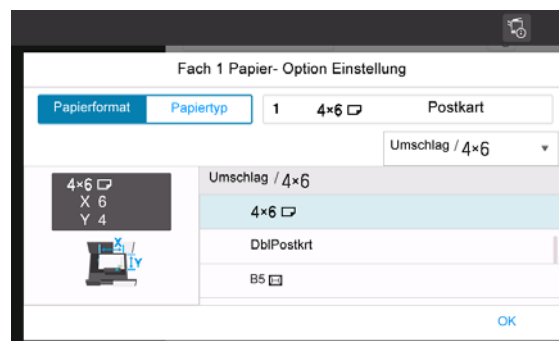 Fach 1 Papier- Option Einstellung
Papierformat Papiertyp 1 4×6 Postkart
Umschlag / 4×6
4×6
X 6
Y 4
X
Y
Umschlag / 4×6
4×6
DblPostkrt
B5
OK